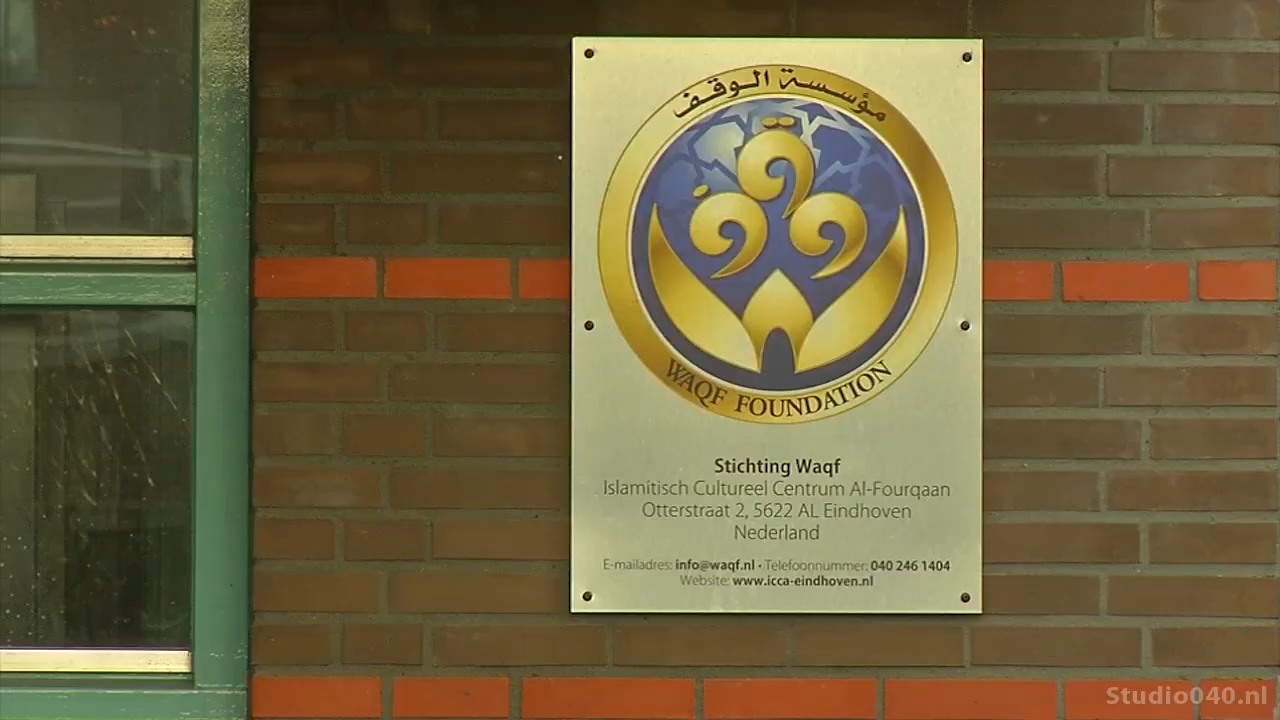 مؤسسة الوقف
WAQF FOUNDATION
Stichting Waqf
Islamitisch Cultureel Centrum Al-Fourqaan
Otterstraat 2, 5622 AL Eindhoven
Nederland
E-mailadres: info@waqf.nl • Telefoonnummer: 040 246 1404
Website: www.icca-eindhoven.nl
Studio040.nl